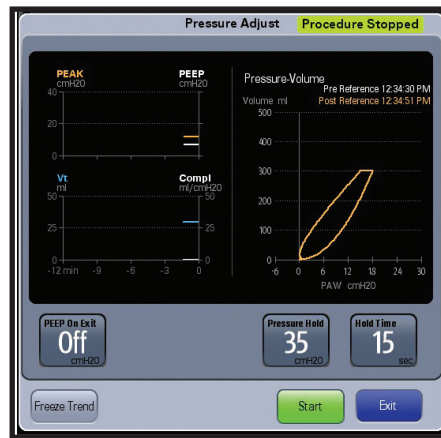 Pressure Adjust Procedure Stopped
PEAK PEEP
cmH2O cmH2O
40
20
0
Vt Compl
ml ml/cmH2O
50 50
25 25
0 0
-12 min -9 -6 -3 0
Pressure-Volume
Pre Reference 12:34:30 PM
Volume ml Post Reference 12:34:51 PM
500
400
300
200
100
0
-6 0 6 12 18 24 30
PAW cmH2O
PEEP On Exit
Off
cmH2O
Pressure Hold
35
cmH2O
Hold Time
15
sec
Freeze Trend
Start
Exit